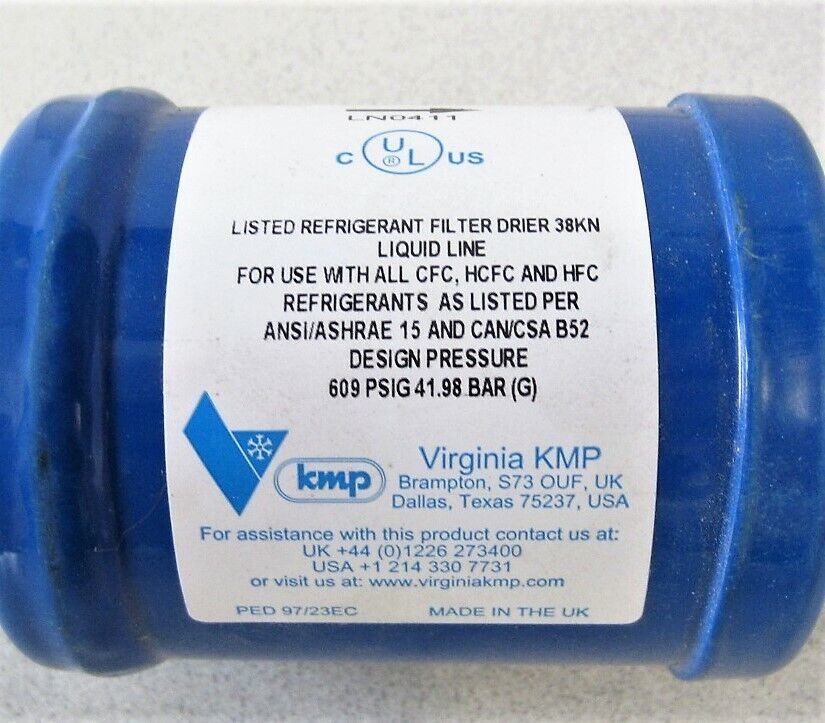 LN0411
C UL® US
LISTED REFRIGERANT FILTER DRIER 38KN
LIQUID LINE
FOR USE WITH ALL CFC, HCFC AND HFC
REFRIGERANTS AS LISTED PER
ANSI/ASHRAE 15 AND CAN/CSA B52
DESIGN PRESSURE
609 PSIG 41.98 BAR (G)
kmp
Virginia KMP
Brampton, S73 OUF, UK
Dallas, Texas 75237, USA
For assistance with this product contact us at:
UK +44 (0)1226 273400
USA +1 214 330 7731
or visit us at: www.virginiakmp.com
PED 97/23EC MADE IN THE UK